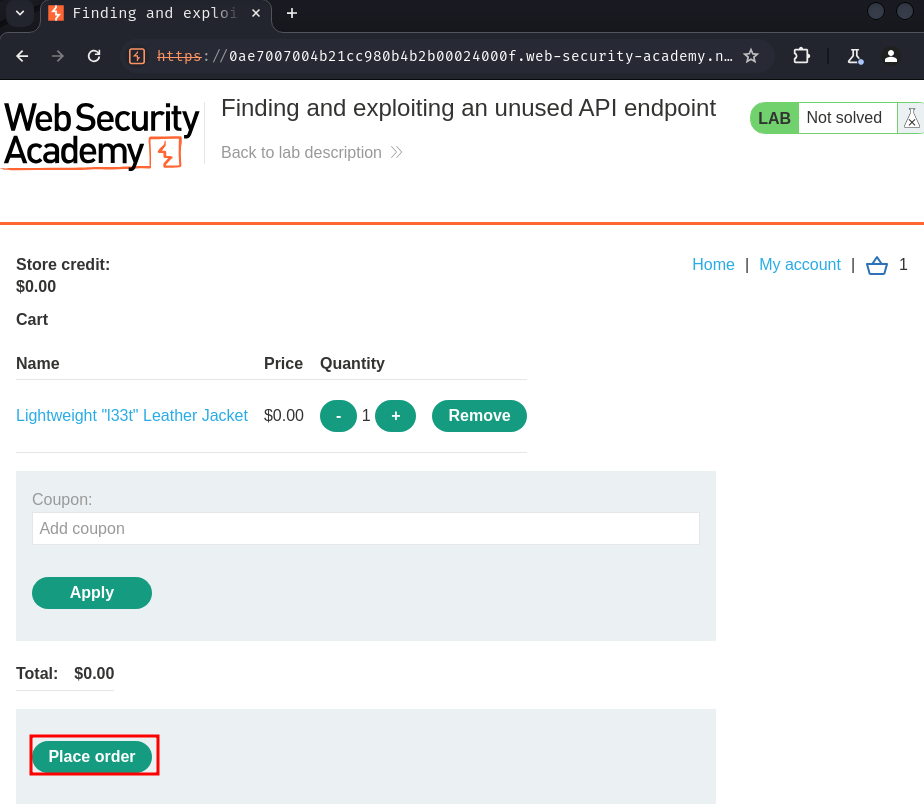 Finding and exploi
https://0ae7007004b21cc980b4b2b00024000f.web-security-academy.n…
Web Security
Academy
Finding and exploiting an unused API endpoint
Back to lab description
LAB Not solved
Store credit:
$0.00
Home | My account | 1
Cart
Name Price Quantity
Lightweight "l33t" Leather Jacket $0.00 - 1 + Remove
Coupon:
Add coupon
Apply
Total: $0.00
Place order